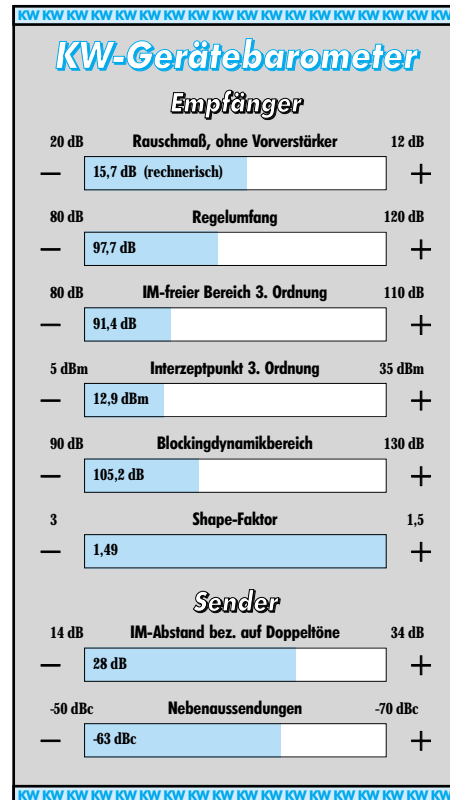 KW KW KW KW KW KW KW KW KW KW KW KW KW KW KW KW KW KW KW
KW-Gerätebarometer
Empfänger
20 dB Rauschmaß, ohne Vorverstärker 12 dB
– 15,7 dB (rechnerisch) +
80 dB Regelumfang 120 dB
– 97,7 dB +
80 dB IM-freier Bereich 3. Ordnung 110 dB
– 91,4 dB +
5 dBm Interzeptpunkt 3. Ordnung 35 dBm
– 12,9 dBm +
90 dB Blockingdynamikbereich 130 dB
– 105,2 dB +
3 Shape-Faktor 1,5
– 1,49 +
Sender
14 dB IM-Abstand bez. auf Doppeltöne 34 dB
– 28 dB +
-50 dBc Nebenaussendungen -70 dBc
– -63 dBc +
KW KW KW KW KW KW KW KW KW KW KW KW KW KW KW KW KW KW KW